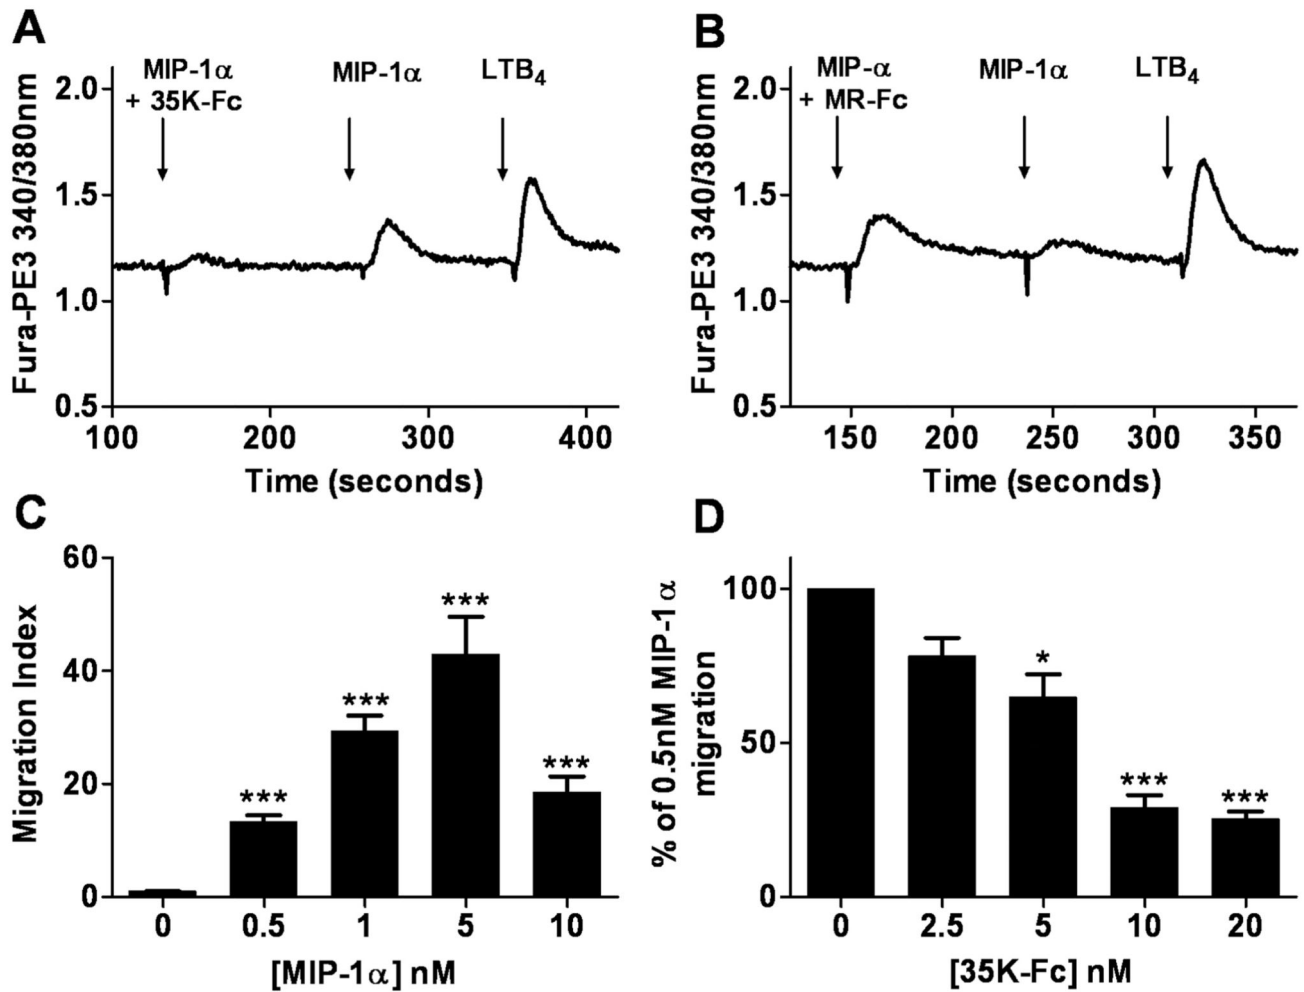 A
MIP-1α
+ 35K-Fc
MIP-1α
LTB4
Fura-PE3 340/380nm
2.0
1.5
1.0
0.5
100
200
300
400
Time (seconds)
B
MIP-α
+ MR-Fc
MIP-1α
LTB4
Fura-PE3 340/380nm
2.0
1.5
1.0
0.5
150
200
250
300
350
Time (seconds)
C
Migration Index
60
40
20
0
***
***
***
***
0
0.5
1
5
10
[MIP-1α] nM
D
% of 0.5nM MIP-1α
migration
100
50
0
*
***
***
0
2.5
5
10
20
[35K-Fc] nM